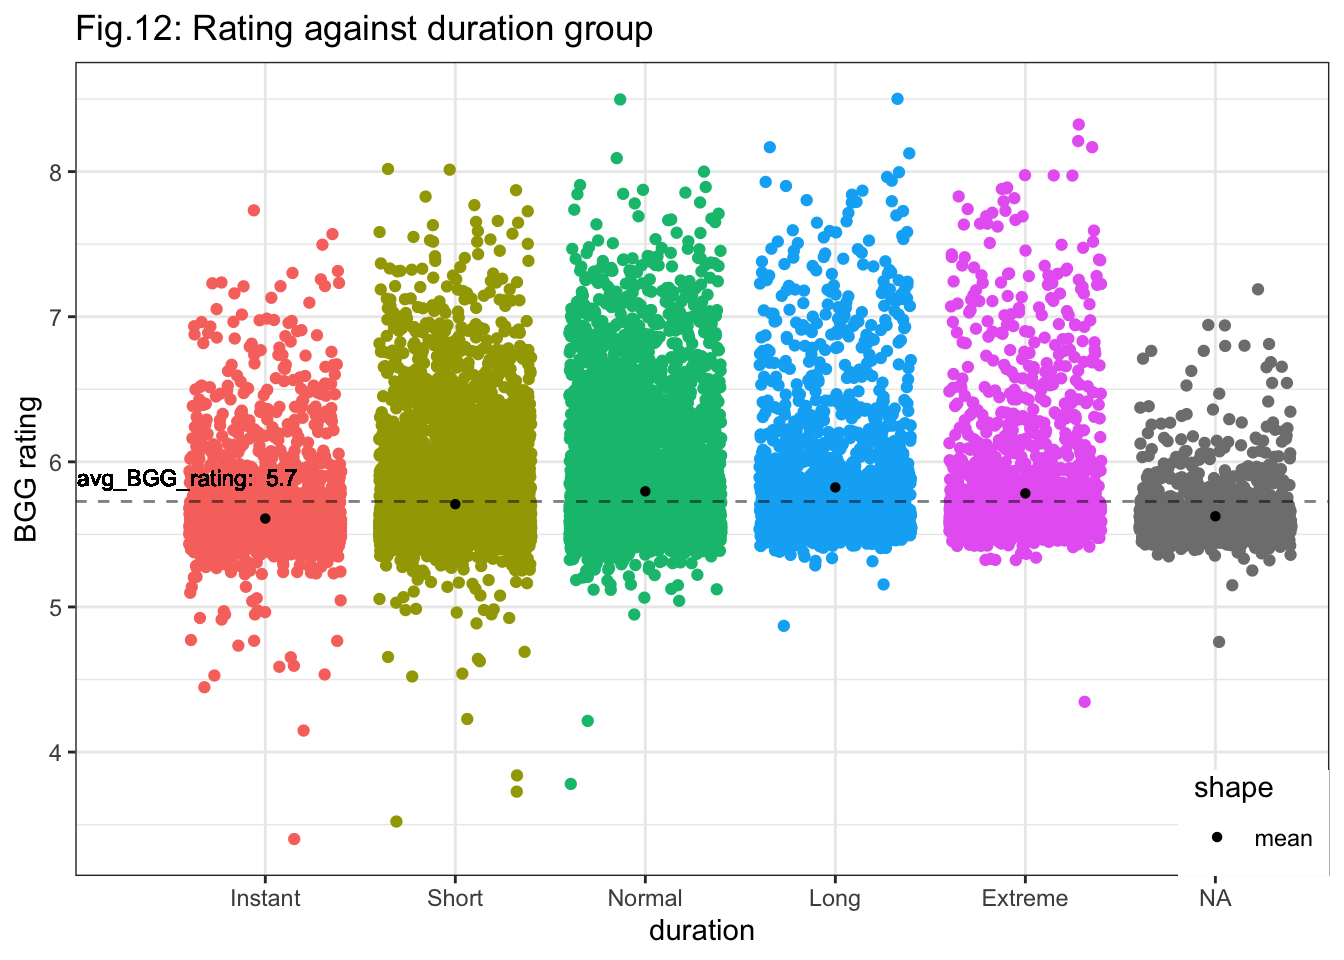 Fig.12: Rating against duration group
BGG rating
8
7
6
5
4
avg_BGG_rating:  5.7
shape
mean
Instant Short Normal Long Extreme NA
duration